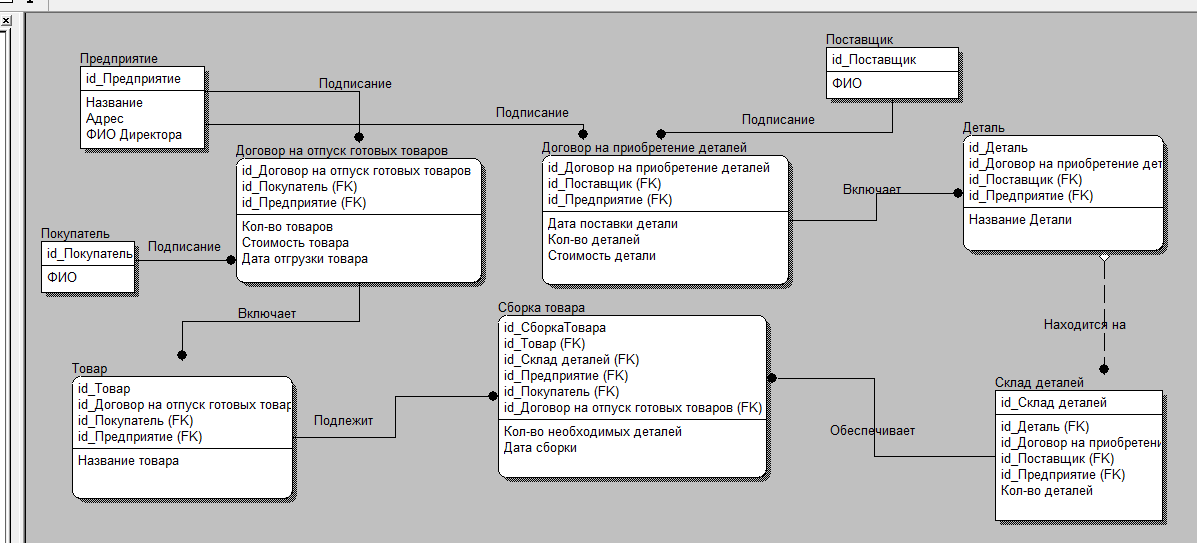 Предприятие
id_Предприятие
Название
Адрес
ФИО Директора
Подписание
Подписание
Поставщик
id_Поставщик
ФИО
Подписание
Договор на отпуск готовых товаров
id_Договор на отпуск готовых товаров
id_Покупатель (FK)
id_Предприятие (FK)
Кол-во товаров
Стоимость товара
Дата отгрузки товара
Договор на приобретение деталей
id_Договор на приобретение деталей
id_Поставщик (FK)
id_Предприятие (FK)
Дата поставки детали
Кол-во деталей
Стоимость детали
Включает
Деталь
id_Деталь
id_Договор на приобретение дет
id_Поставщик (FK)
id_Предприятие (FK)
Название Детали
Покупатель
id_Покупатель
ФИО
Подписание
Включает
Находится на
Товар
id_Товар
id_Договор на отпуск готовых товар
id_Покупатель (FK)
id_Предприятие (FK)
Название товара
Подлежит
Сборка товара
id_СборкаТовара
id_Товар (FK)
id_Склад деталей (FK)
id_Предприятие (FK)
id_Покупатель (FK)
id_Договор на отпуск готовых товаров (FK)
Кол-во необходимых деталей
Дата сборки
Обеспечивает
Склад деталей
id_Склад деталей
id_Деталь (FK)
id_Договор на приобретени
id_Поставщик (FK)
id_Предприятие (FK)
Кол-во деталей